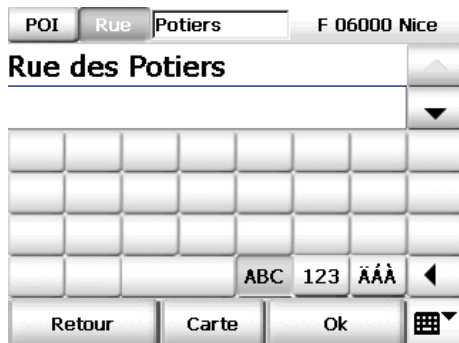 POI Rue Potiers F 06000 Nice
Rue des Potiers
ABC 123 ÄÁÀ
Retour Carte Ok